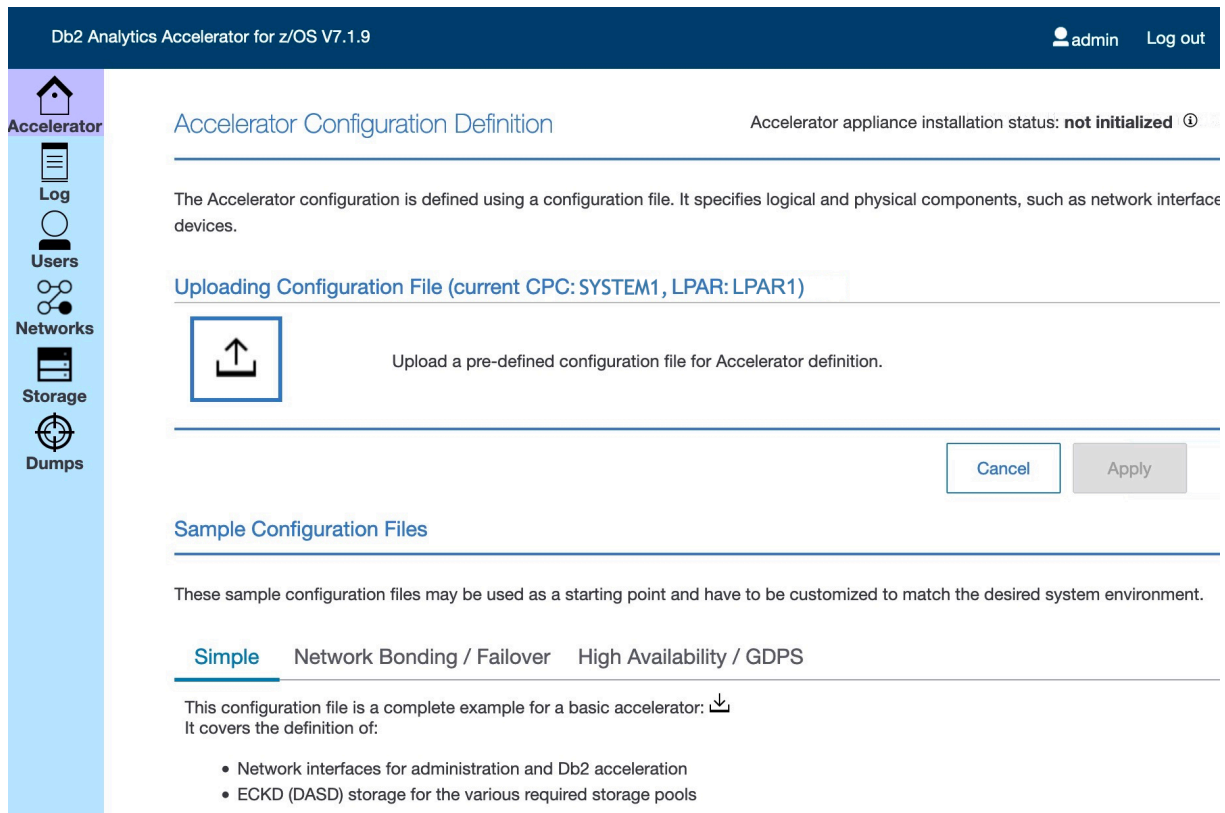 Db2 Analytics Accelerator for z/OS V7.1.9
admin
Log out
Accelerator
Log
Users
Networks
Storage
Dumps
Accelerator Configuration Definition
Accelerator appliance installation status: not initialized
The Accelerator configuration is defined using a configuration file. It specifies logical and physical components, such as network interface
devices.
Uploading Configuration File (current CPC: SYSTEM1, LPAR: LPAR1)
Upload a pre-defined configuration file for Accelerator definition.
Cancel
Apply
Sample Configuration Files
These sample configuration files may be used as a starting point and have to be customized to match the desired system environment.
Simple
Network Bonding / Failover
High Availability / GDPS
This configuration file is a complete example for a basic accelerator:
It covers the definition of:
• Network interfaces for administration and Db2 acceleration
• ECKD (DASD) storage for the various required storage pools